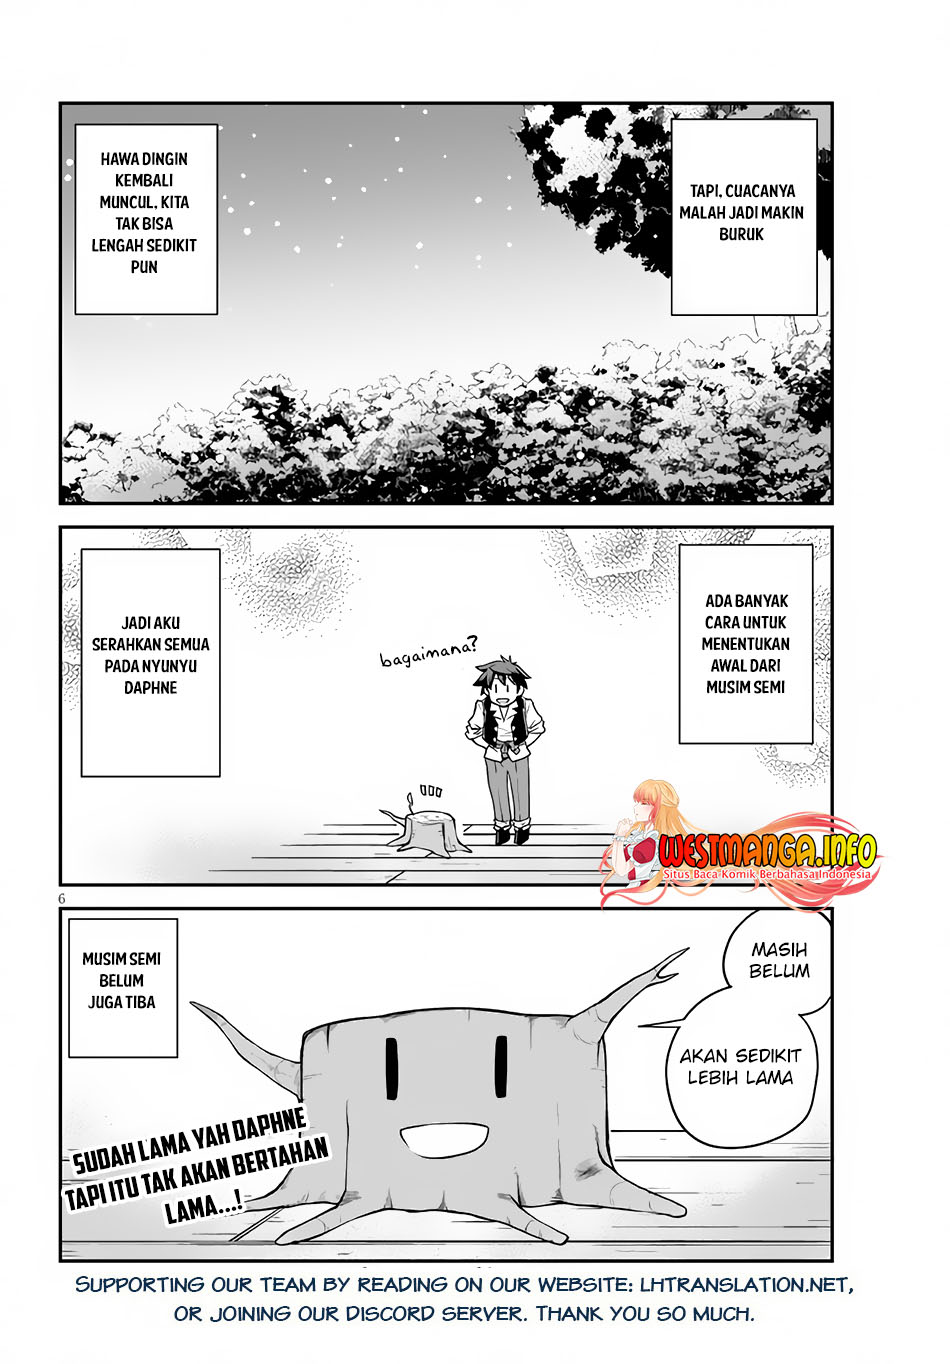 TAPI, CUACANYA
MALAH JADI MAKIN
BURUK
HAWA DINGIN
KEMBALI
MUNCUL, KITA
TAK BISA
LENGAH SEDIKIT
PUN
ADA BANYAK
CARA UNTUK
MENENTUKAN
AWAL DARI
MUSIM SEMI
bagaimana?
JADI AKU
SERAHKAN SEMUA
PADA NYUNYU
DAPHNE
WESTMANGA.INFO
Situs Baca Komik Berbahasa Indonesia
6
MASIH
BELUM
AKAN SEDIKIT
LEBIH LAMA
MUSIM SEMI
BELUM
JUGA TIBA
SUDAH LAMA YAH DAPHNE
TAPI ITU TAK AKAN BERTAHAN
LAMA...!
SUPPORTING OUR TEAM BY READING ON OUR WEBSITE: LHTRANSLATION.NET,
OR JOINING OUR DISCORD SERVER. THANK YOU SO MUCH.